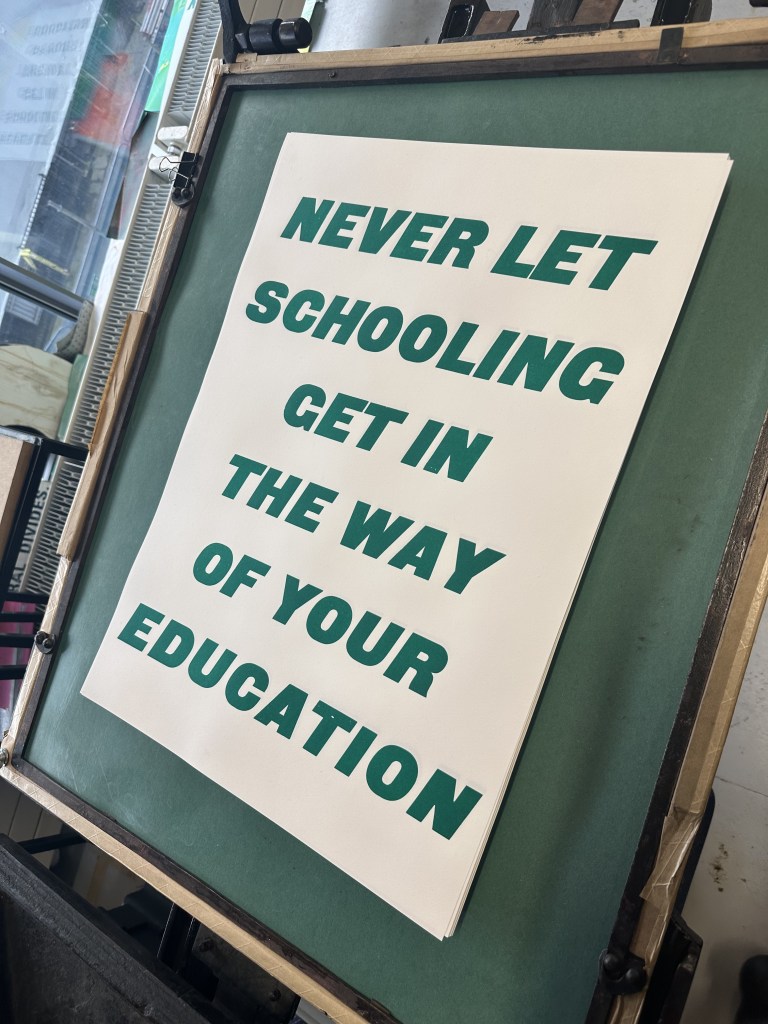 NEVER LET
SCHOOLING
GET IN
THE WAY
OF YOUR
EDUCATION